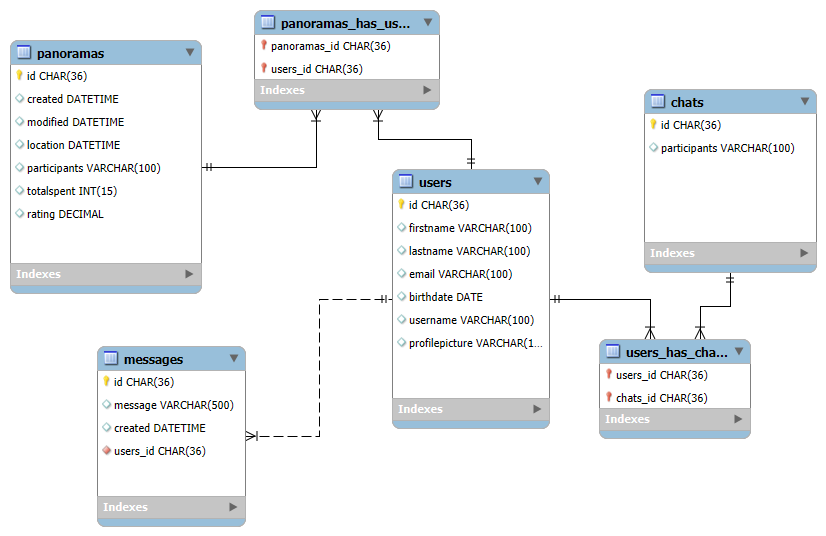 panoramas
id CHAR(36)
created DATETIME
modified DATETIME
location DATETIME
participants VARCHAR(100)
totalspent INT(15)
rating DECIMAL
Indexes
panoramas_has_us...
panoramas_id CHAR(36)
users_id CHAR(36)
Indexes
users
id CHAR(36)
firstname VARCHAR(100)
lastname VARCHAR(100)
email VARCHAR(100)
birthdate DATE
username VARCHAR(100)
profilepicture VARCHAR(1...
Indexes
chats
id CHAR(36)
participants VARCHAR(100)
Indexes
messages
id CHAR(36)
message VARCHAR(500)
created DATETIME
users_id CHAR(36)
Indexes
users_has_cha...
users_id CHAR(36)
chats_id CHAR(36)
Indexes